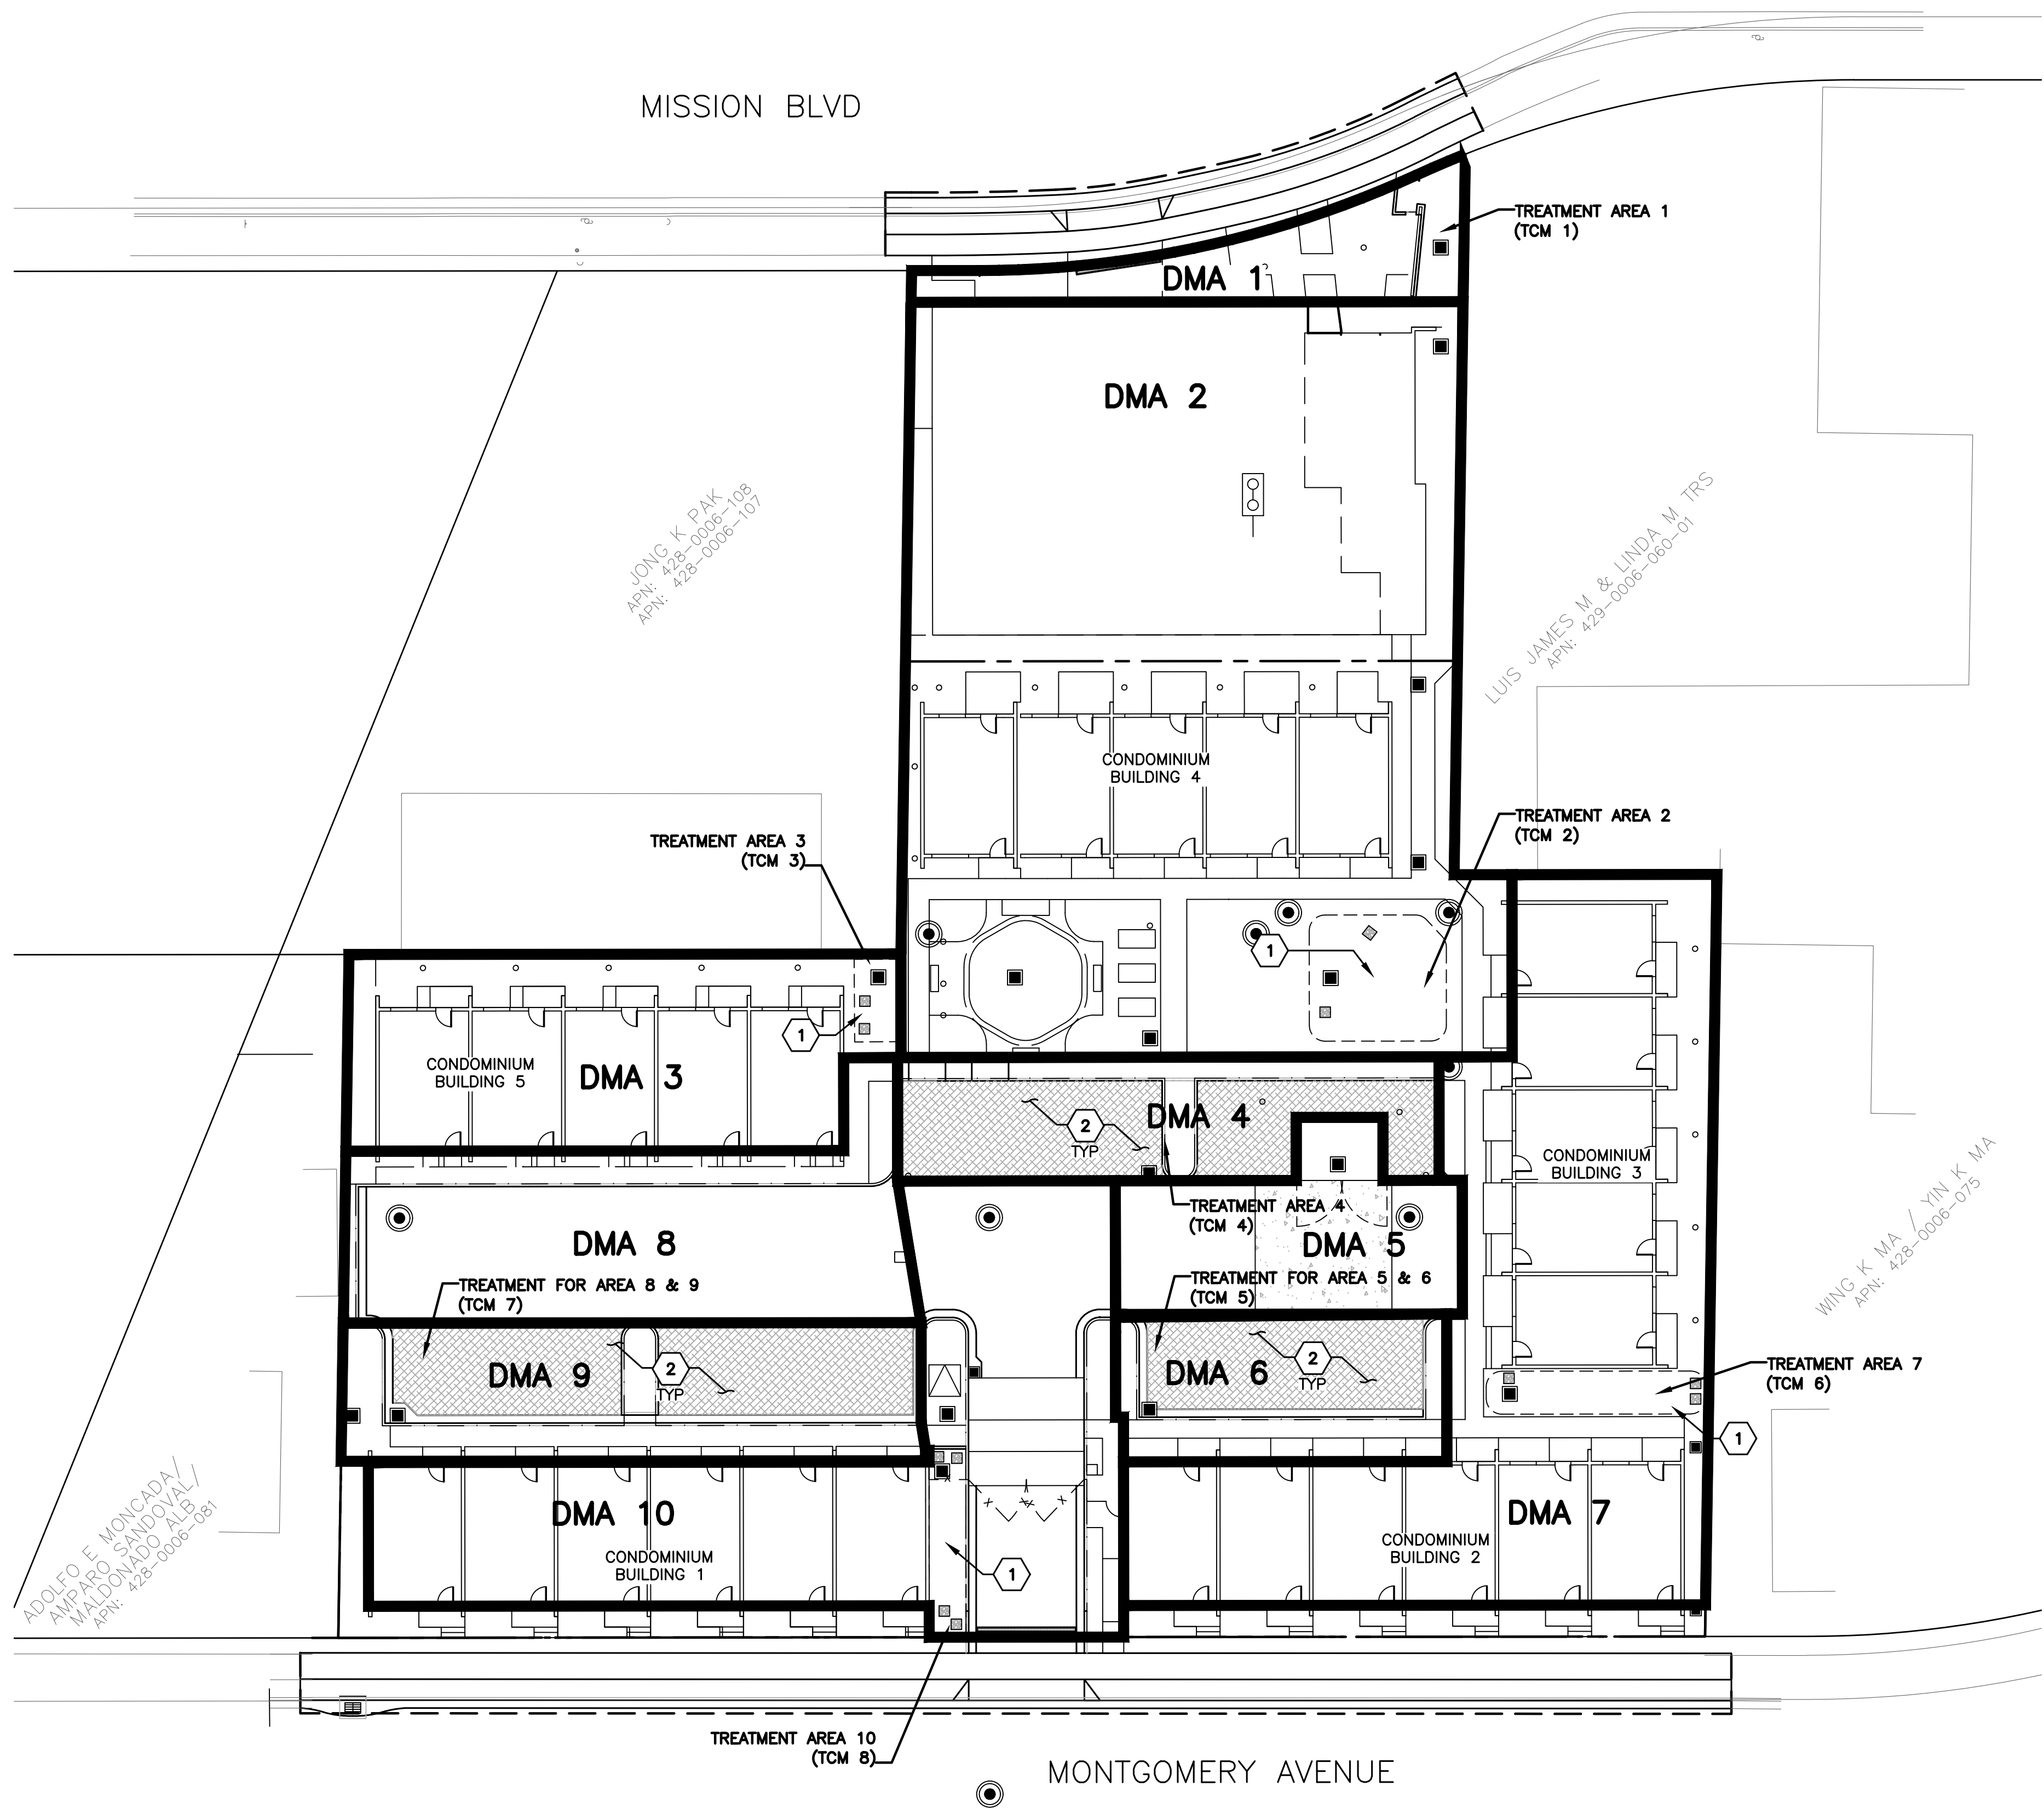 MISSION BLVD
TREATMENT AREA 1
(TCM 1)
DMA 1
DMA 2
JONG K PAK
APN: 428-0006-108
APN: 428-0006-107
LUIS JAMES M & LINDA M TRS
APN: 429-0006-060-01
CONDOMINIUM
BUILDING 4
TREATMENT AREA 3
(TCM 3)
TREATMENT AREA 2
(TCM 2)
1
1
CONDOMINIUM
BUILDING 5
DMA 3
DMA 4
2
TYP
CONDOMINIUM
BUILDING 3
WING K MA / YIN K MA
APN: 428-0006-075
TREATMENT AREA 4
(TCM 4)
DMA 8
DMA 5
TREATMENT FOR AREA 8 & 9
(TCM 7)
TREATMENT FOR AREA 5 & 6
(TCM 5)
DMA 9
2
TYP
DMA 6
2
TYP
TREATMENT AREA 7
(TCM 6)
1
ADOLFO E MONCADA/
AMPARO SANDOVAL/
MALDONADO ALB
APN: 428-0006-081
DMA 10
CONDOMINIUM
BUILDING 1
1
DMA 7
CONDOMINIUM
BUILDING 2
TREATMENT AREA 10
(TCM 8)
MONTGOMERY AVENUE